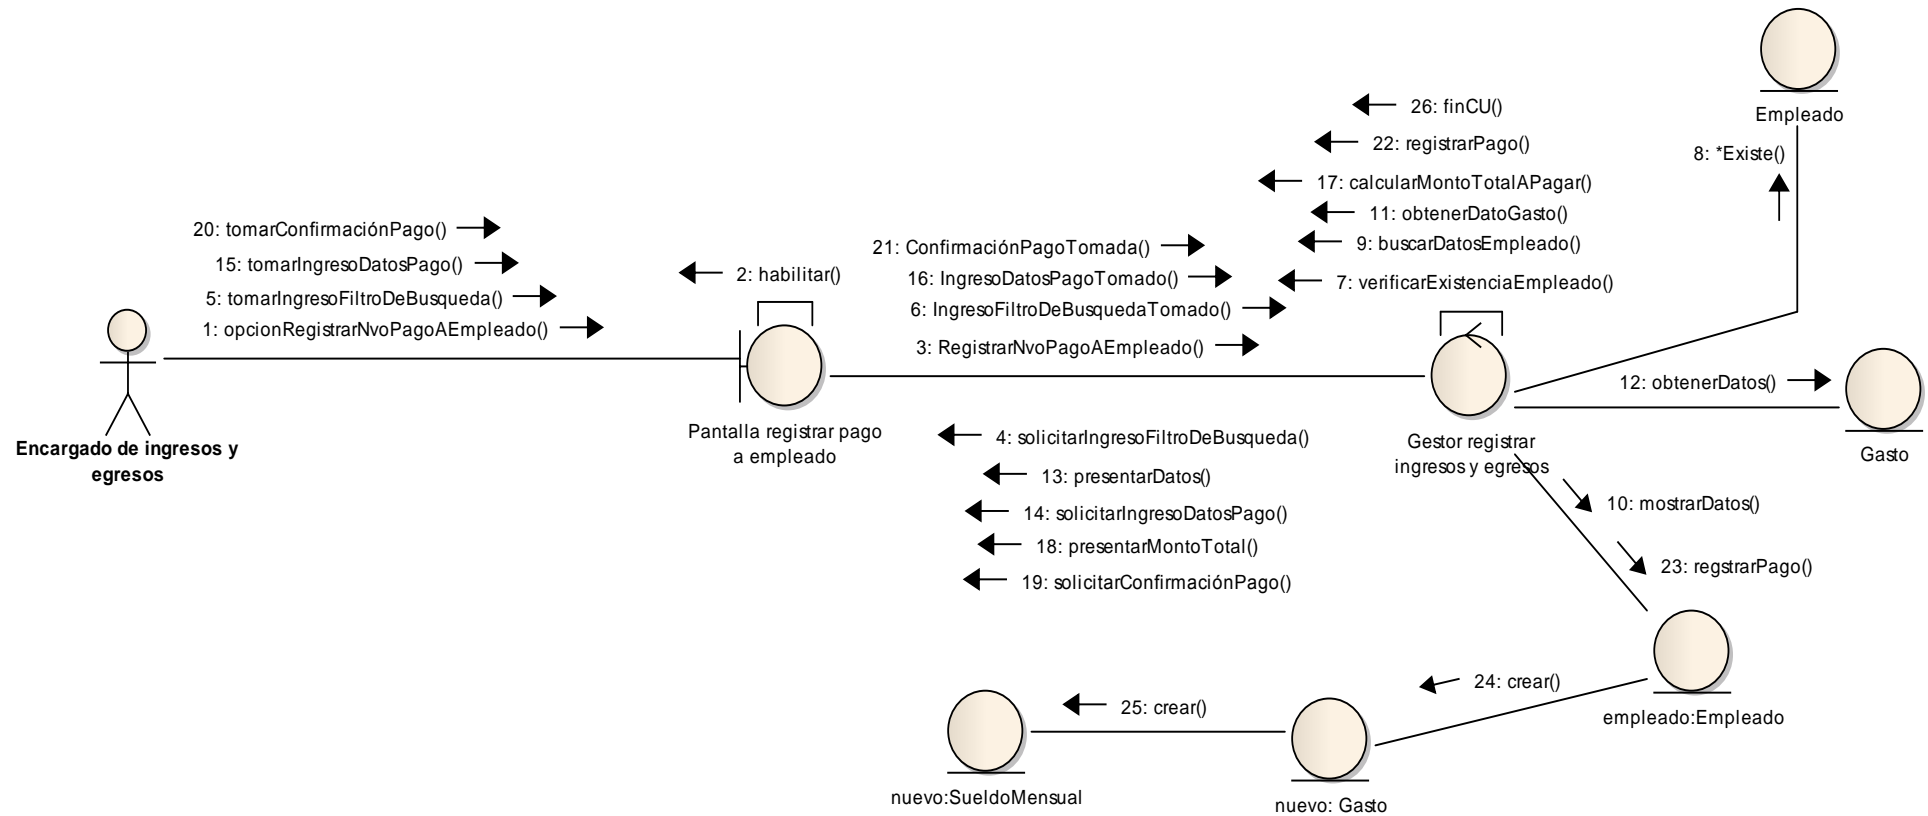 Empleado
8: *Existe()
26: finCU()
22: registrarPago()
17: calcularMontoTotalAPagar()
11: obtenerDatoGasto()
9: buscarDatosEmpleado()
7: verificarExistenciaEmpleado()
20: tomarConfirmaciónPago()
15: tomarIngresoDatosPago()
5: tomarIngresoFiltroDeBusqueda()
1: opcionRegistrarNvoPagoAEmpleado()
2: habilitar()
21: ConfirmaciónPagoTomada()
16: IngresoDatosPagoTomado()
6: IngresoFiltroDeBusquedaTomado()
3: RegistrarNvoPagoAEmpleado()
12: obtenerDatos()
Encargado de ingresos y
egresos
Pantalla registrar pago
a empleado
Gestor registrar
ingresos y egresos
Gasto
4: solicitarIngresoFiltroDeBusqueda()
13: presentarDatos()
14: solicitarIngresoDatosPago()
18: presentarMontoTotal()
19: solicitarConfirmaciónPago()
10: mostrarDatos()
23: regstrarPago()
empleado:Empleado
24: crear()
25: crear()
nuevo:SueldoMensual
nuevo: Gasto